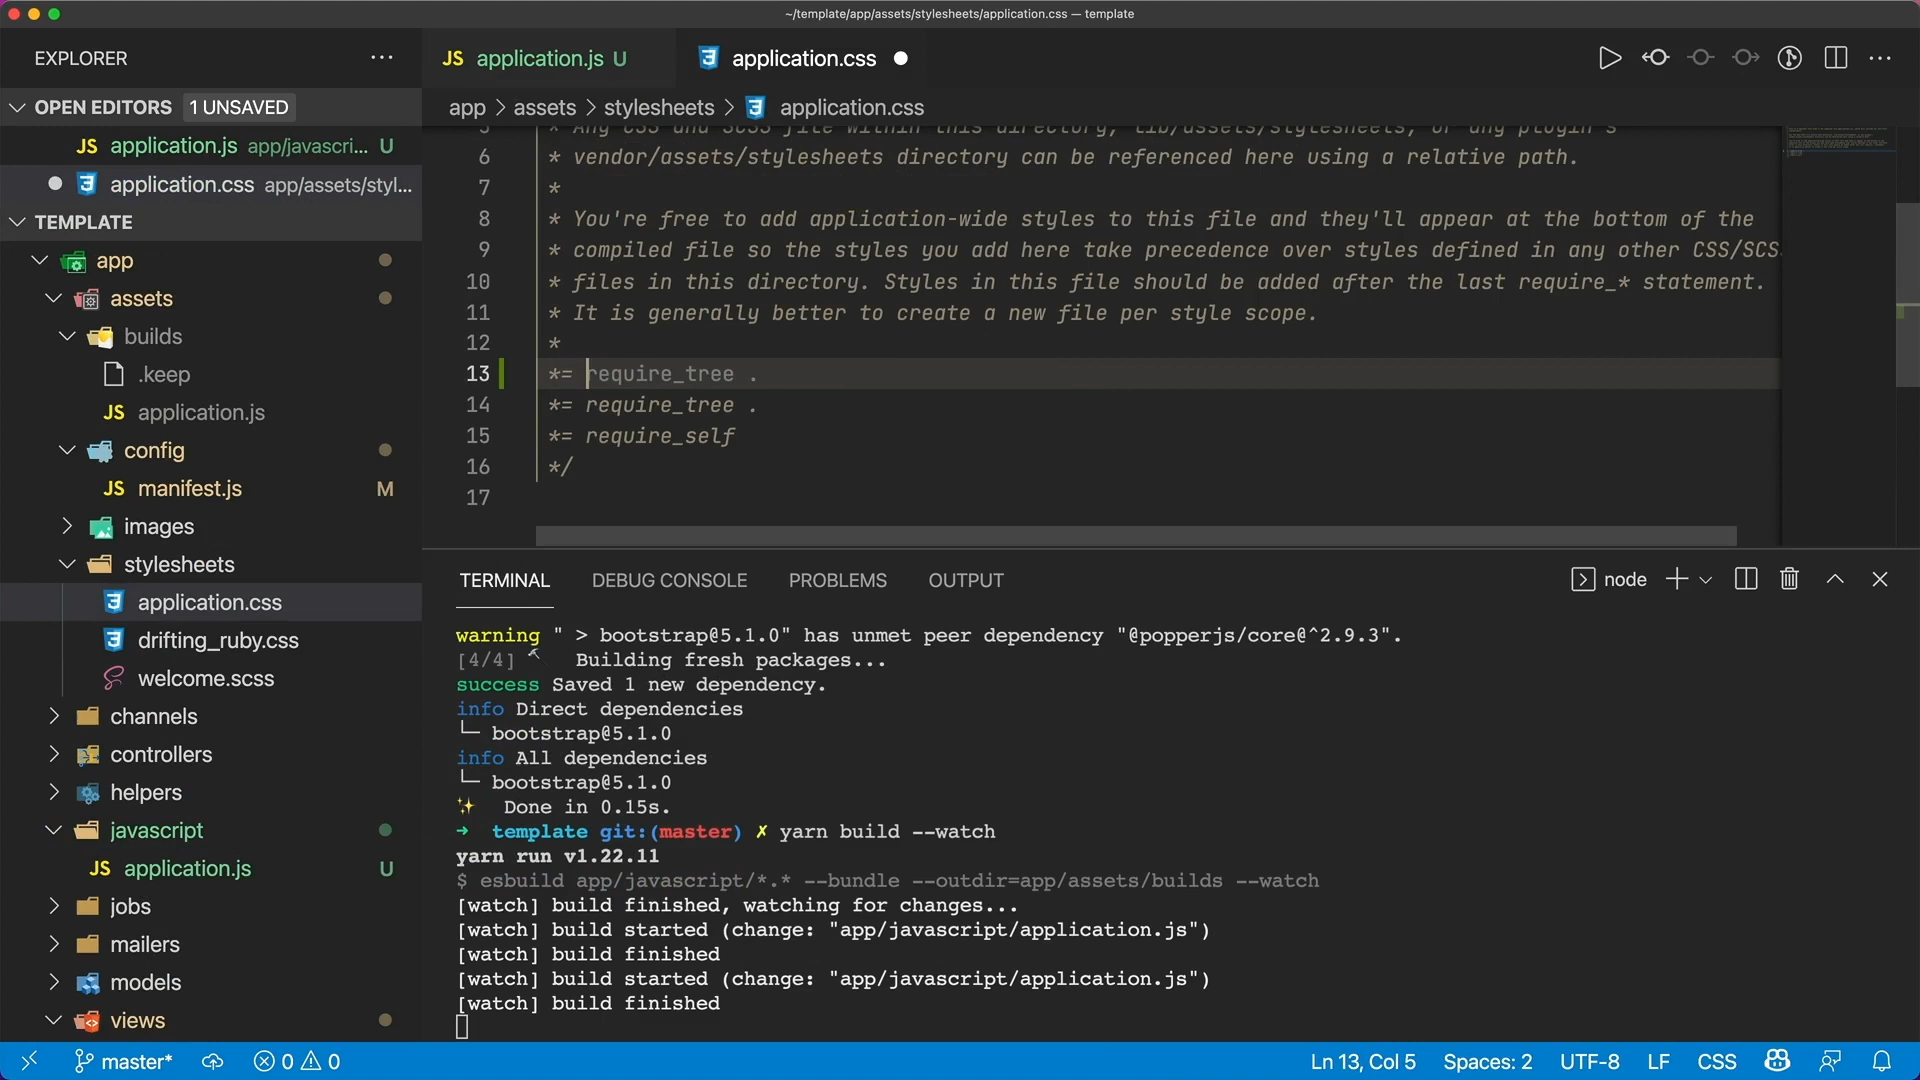 ~/template/app/assets/stylesheets/application.css — template
EXPLORER
JS application.js U
application.css
OPEN EDITORS 1 UNSAVED
JS application.js app/javascri... U
application.css app/assets/styl...
TEMPLATE
app
assets
builds
.keep
JS application.js
config
JS manifest.js M
images
stylesheets
application.css
drifting_ruby.css
welcome.scss
channels
controllers
helpers
javascript
JS application.js U
jobs
mailers
models
views
app > assets > stylesheets > application.css
5 * Any CSS and SCSS file within this directory, lib/assets/stylesheets, or any plugin's
6 * vendor/assets/stylesheets directory can be referenced here using a relative path.
7 *
8 * You're free to add application-wide styles to this file and they'll appear at the bottom of the
9 * compiled file so the styles you add here take precedence over styles defined in any other CSS/SCS
10 * files in this directory. Styles in this file should be added after the last require_* statement.
11 * It is generally better to create a new file per style scope.
12 *
13 *= require_tree .
14 *= require_tree .
15 *= require_self
16 */
17
TERMINAL DEBUG CONSOLE PROBLEMS OUTPUT
node
warning " > bootstrap@5.1.0" has unmet peer dependency "@popperjs/core@^2.9.3".
[4/4] Building fresh packages...
success Saved 1 new dependency.
info Direct dependencies
└─ bootstrap@5.1.0
info All dependencies
└─ bootstrap@5.1.0
✨ Done in 0.15s.
➜ template git:(master) ✗ yarn build --watch
yarn run v1.22.11
$ esbuild app/javascript/*.* --bundle --outdir=app/assets/builds --watch
[watch] build finished, watching for changes...
[watch] build started (change: "app/javascript/application.js")
[watch] build finished
[watch] build started (change: "app/javascript/application.js")
[watch] build finished
master* 0 0
Ln 13, Col 5 Spaces: 2 UTF-8 LF CSS